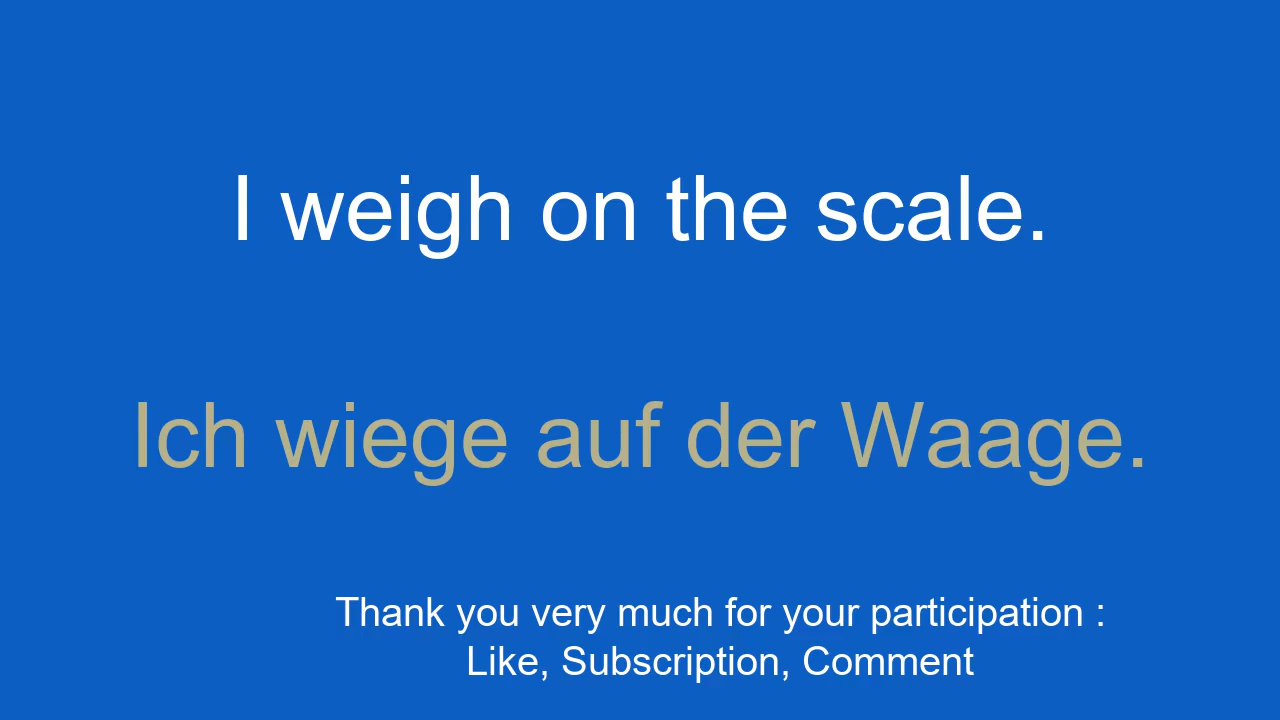 I weigh on the scale.
Ich wiege auf der Waage.
Thank you very much for your participation :
Like, Subscription, Comment